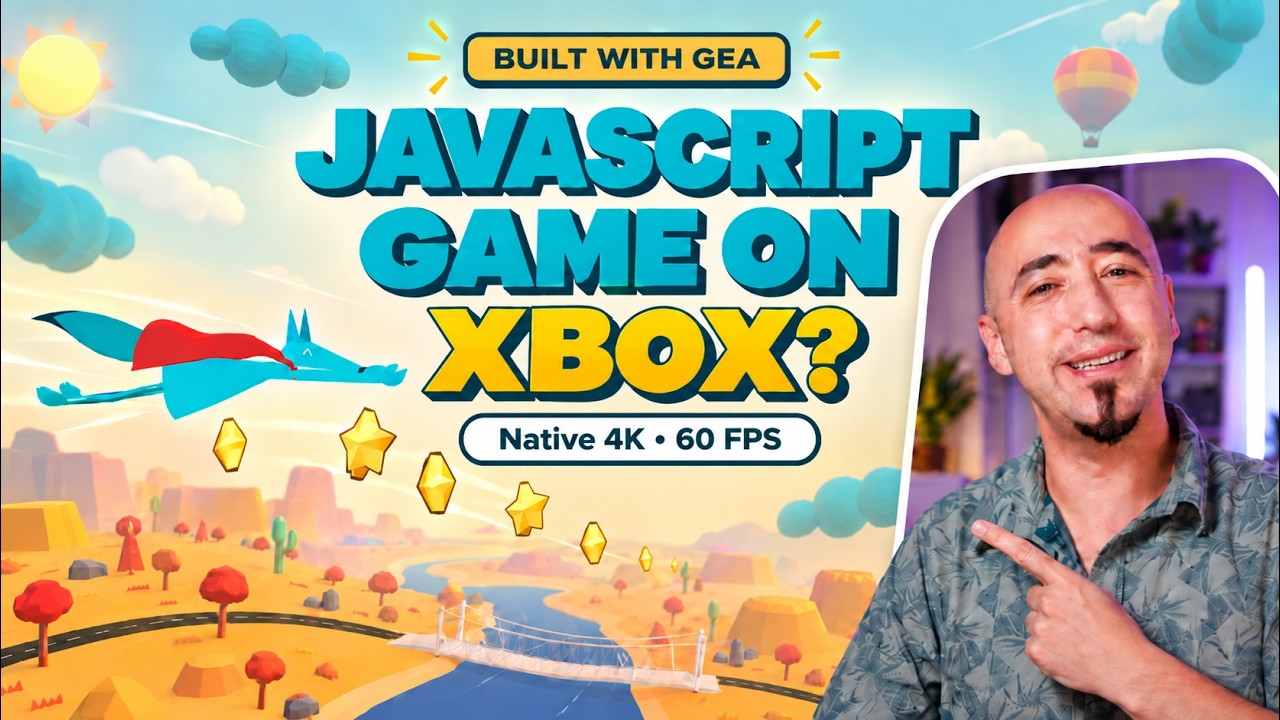 BUILT WITH GEA
JAVASCRIPT
GAME ON
XBOX?
Native 4K • 60 FPS